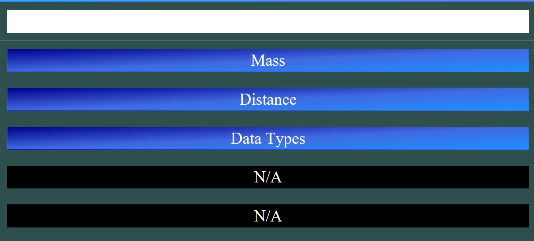 Mass
Distance
Data Types
N/A
N/A